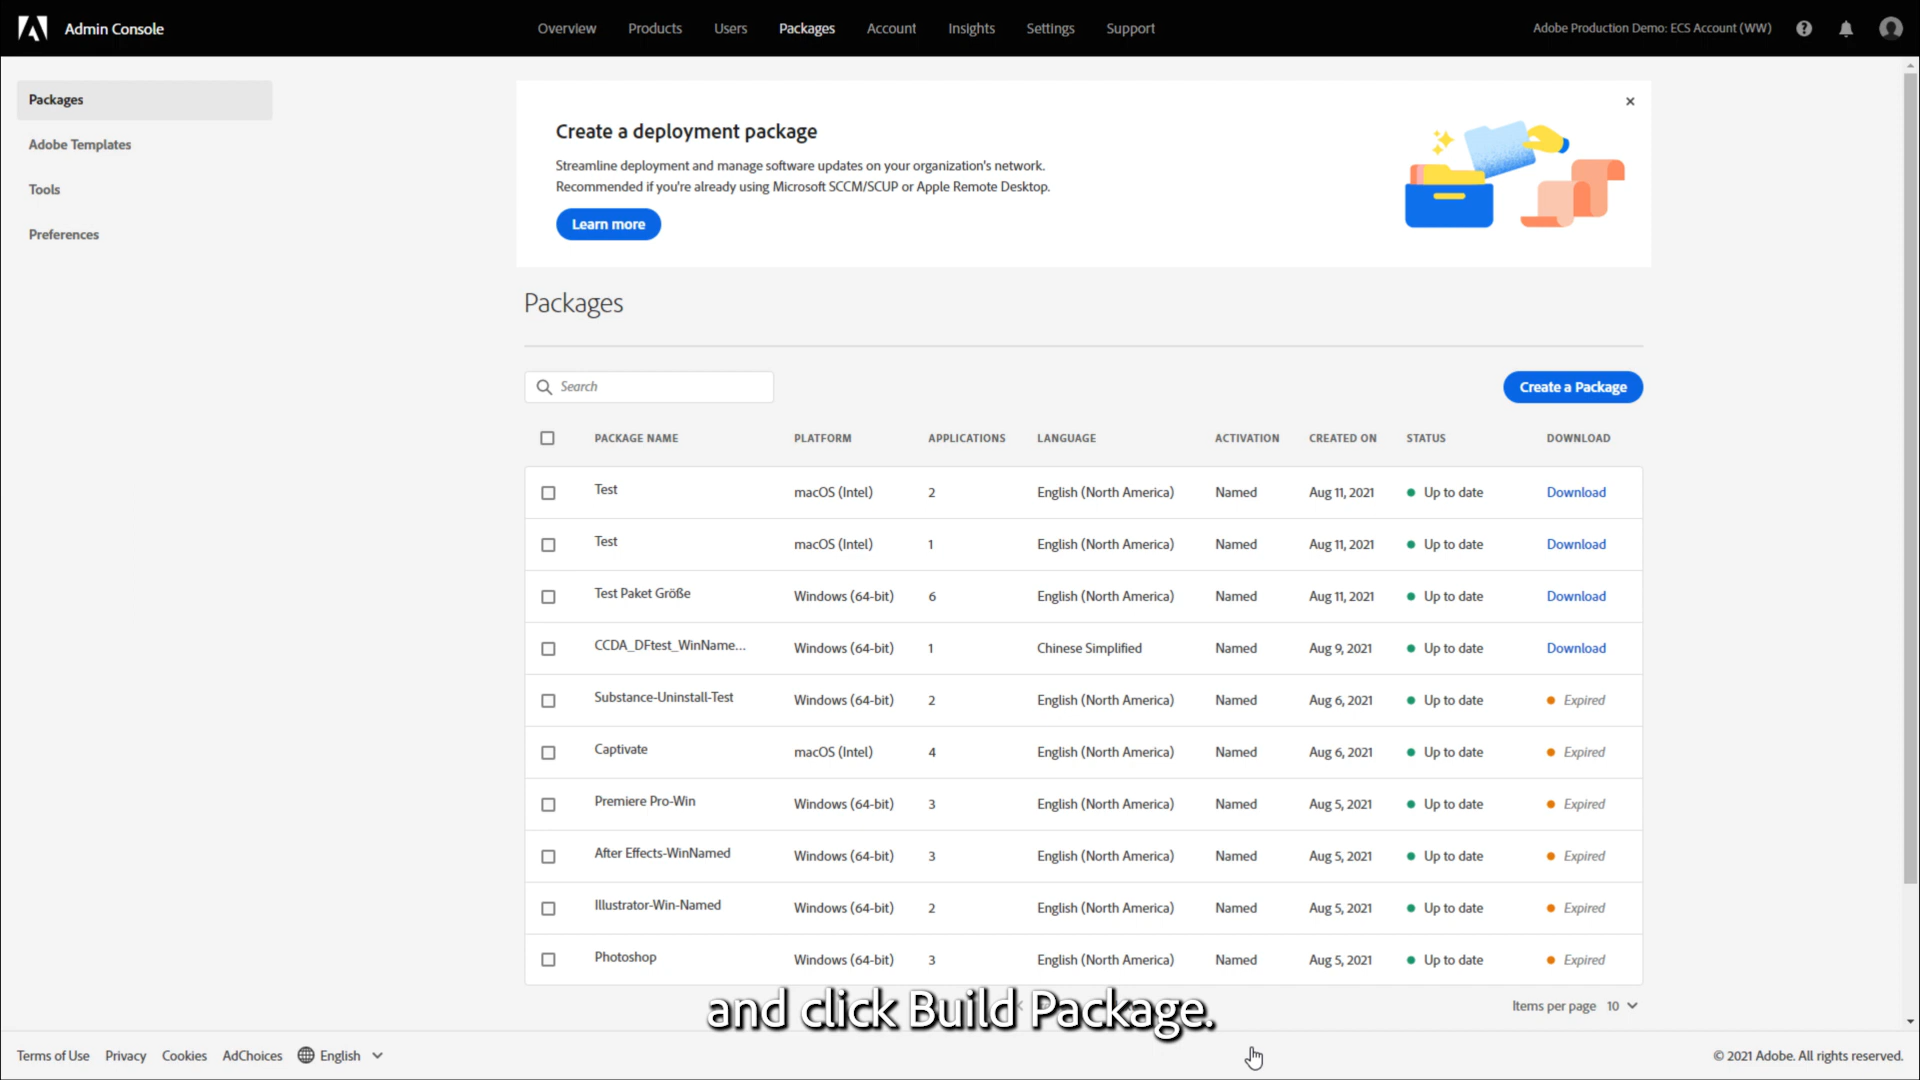 Admin Console
Overview Products Users Packages Account Insights Settings Support
Adobe Production Demo: ECS Account (WW)
Packages
Adobe Templates
Tools
Preferences
Create a deployment package
Streamline deployment and manage software updates on your organization's network.
Recommended if you're already using Microsoft SCCM/SCUP or Apple Remote Desktop.
Learn more
Packages
Search
Create a Package
PACKAGE NAME PLATFORM APPLICATIONS LANGUAGE ACTIVATION CREATED ON STATUS DOWNLOAD
Test macOS (Intel) 2 English (North America) Named Aug 11, 2021 Up to date Download
Test macOS (Intel) 1 English (North America) Named Aug 11, 2021 Up to date Download
Test Paket Größe Windows (64-bit) 6 English (North America) Named Aug 11, 2021 Up to date Download
CCDA_DFtest_WinName... Windows (64-bit) 1 Chinese Simplified Named Aug 9, 2021 Up to date Download
Substance-Uninstall-Test Windows (64-bit) 2 English (North America) Named Aug 6, 2021 Up to date Expired
Captivate macOS (Intel) 4 English (North America) Named Aug 6, 2021 Up to date Expired
Premiere Pro-Win Windows (64-bit) 3 English (North America) Named Aug 5, 2021 Up to date Expired
After Effects-WinNamed Windows (64-bit) 3 English (North America) Named Aug 5, 2021 Up to date Expired
Illustrator-Win-Named Windows (64-bit) 2 English (North America) Named Aug 5, 2021 Up to date Expired
Photoshop Windows (64-bit) 3 English (North America) Named Aug 5, 2021 Up to date Expired
Items per page 10
and click Build Package.
Terms of Use Privacy Cookies AdChoices English
© 2021 Adobe. All rights reserved.